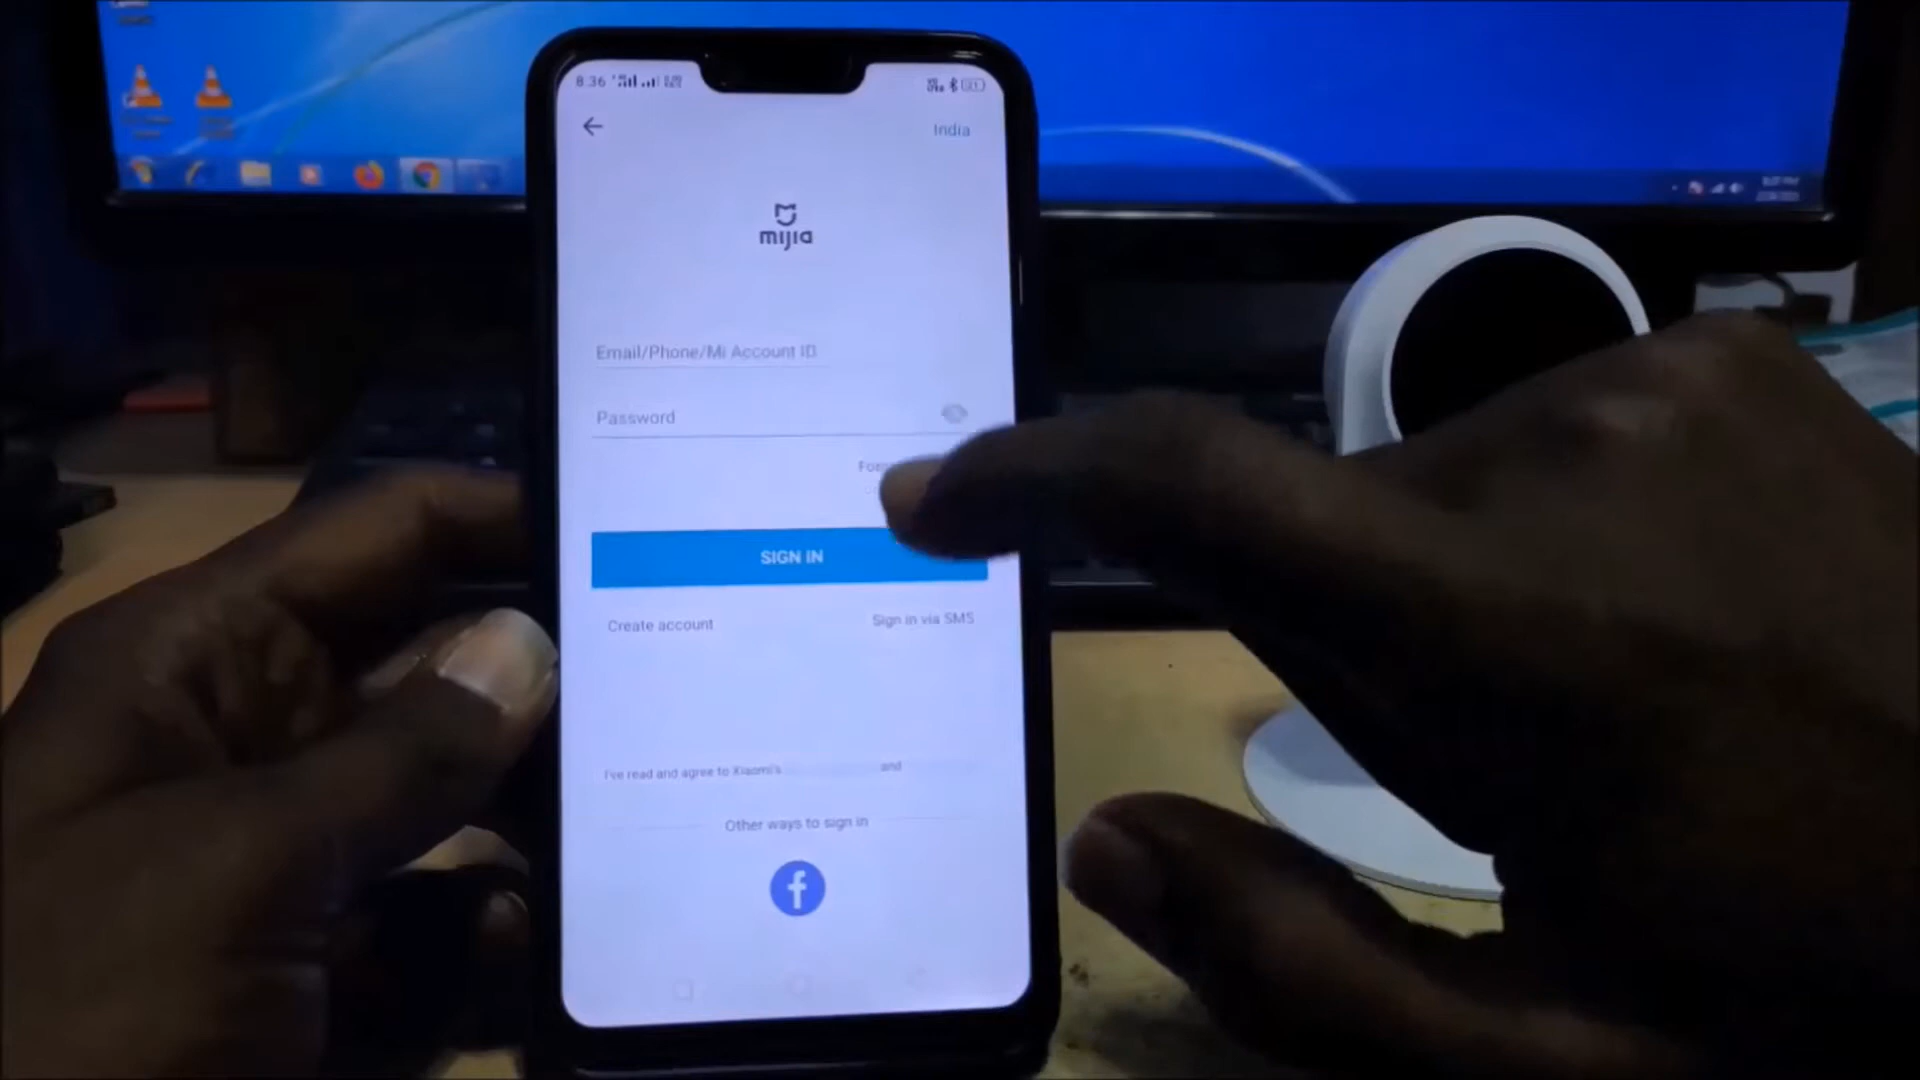 8:36
India
mijia
Email/Phone/Mi Account ID
Password
SIGN IN
Create account
Sign in via SMS
I've read and agree to Xiaomi's and
Other ways to sign in
f